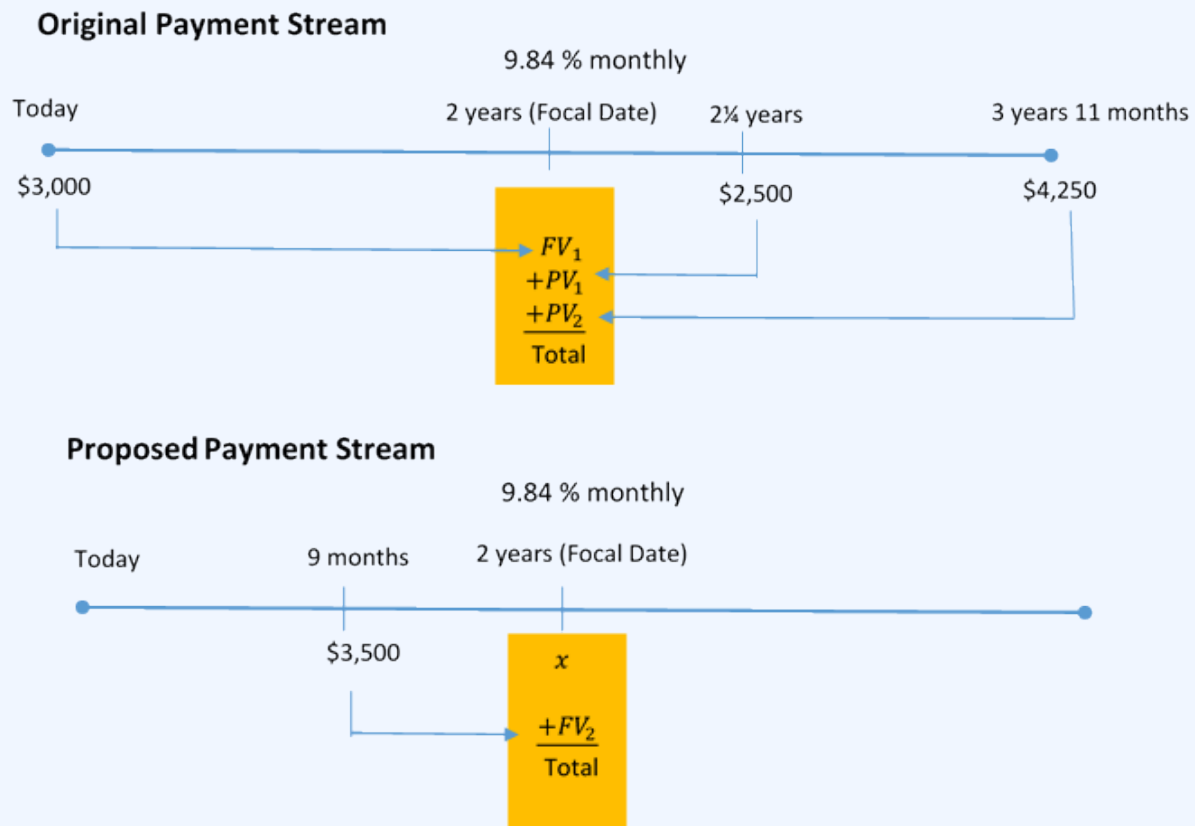 Original Payment Stream
9.84 % monthly
Today
2 years (Focal Date)
2¼ years
3 years 11 months
$3,000
$2,500
$4,250
FV₁
+PV₁
+PV₂
Total
Proposed Payment Stream
9.84 % monthly
Today
9 months
2 years (Focal Date)
$3,500
x
+FV₂
Total